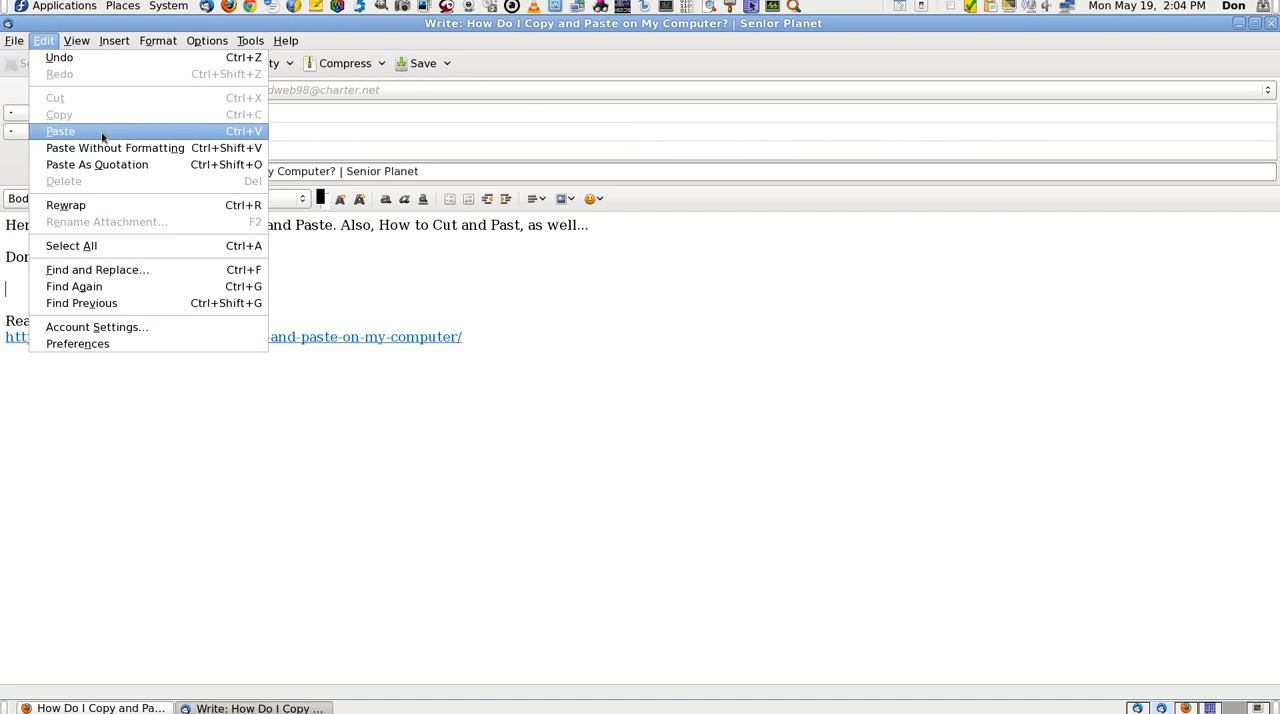 Applications Places System Mon May 19, 2:04 PM Don
Write: How Do I Copy and Paste on My Computer? | Senior Planet
File Edit View Insert Format Options Tools Help
Undo Ctrl+Z
Compress Save
Redo Ctrl+Shift+Z
dweb98@charter.net
Cut Ctrl+X
Copy Ctrl+C
Paste Ctrl+V
Paste Without Formatting Ctrl+Shift+V
Paste As Quotation Ctrl+Shift+O
Computer? | Senior Planet
Delete Del
Rewrap Ctrl+R
Rename Attachment... F2
and Paste. Also, How to Cut and Past, as well...
Select All Ctrl+A
Find and Replace... Ctrl+F
Find Again Ctrl+G
Find Previous Ctrl+Shift+G
Account Settings...
-and-paste-on-my-computer/
Preferences
How Do I Copy and Pa... Write: How Do I Copy ...